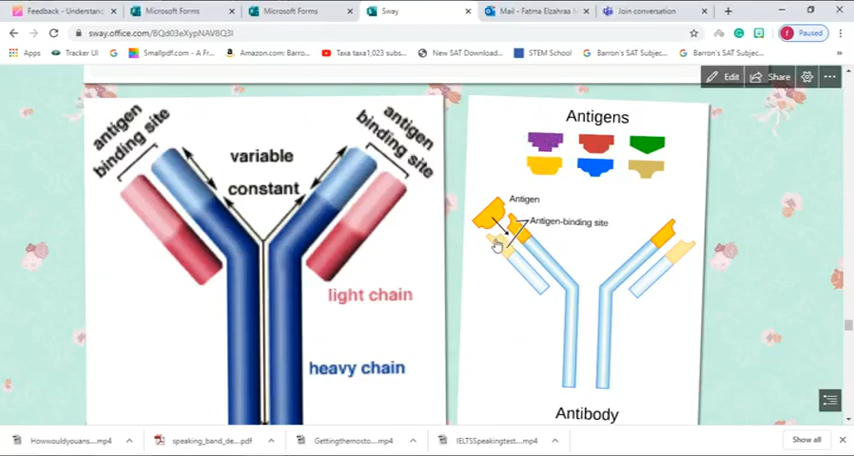 Feedback - Understanding da
Microsoft Forms
Microsoft Forms
Sway
Mail - Fatma Elzahraa M
Join conversation
sway.office.com/8Qd03eXypNAV8Q3I
Paused
Apps
Tracker UI
Smallpdf.com - A Fr...
Amazon.com: Barro...
Taxa taxa1,023 subs...
NEW SAT Download...
STEM School
Barron's SAT Subjec...
Barron's SAT Subjec...
Edit
Share
antigen
binding site
antigen
binding site
variable
constant
light chain
heavy chain
Antigens
Antigen
Antigen-binding site
Antibody
Howwouldyouans....mp4
speaking_band_de....pdf
Gettingthemosto....mp4
IELTSSpeakingtest....mp4
Show all